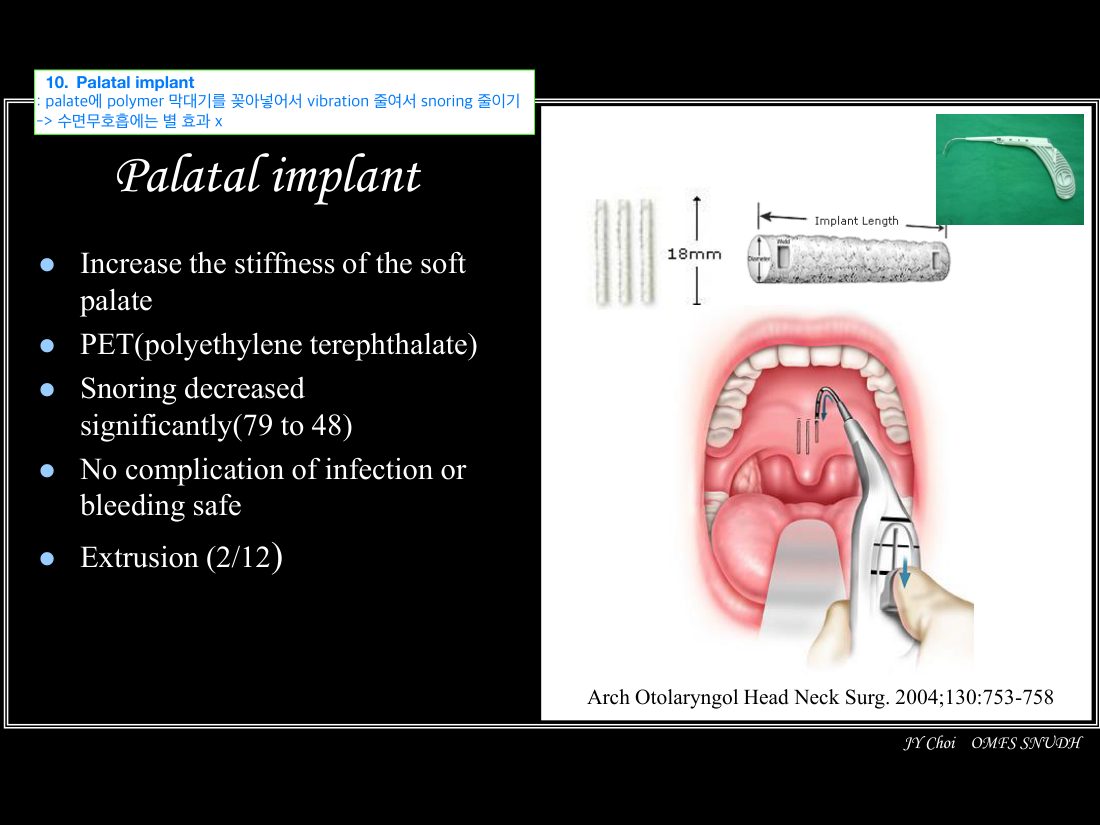 10. Palatal implant
: palate에 polymer 막대기를 꽂아넣어서 vibration 줄여서 snoring 줄이기
-> 수면무호흡에는 별 효과 x
Palatal implant
Increase the stiffness of the soft
palate
PET(polyethylene terephthalate)
Snoring decreased
significantly(79 to 48)
No complication of infection or
bleeding safe
Extrusion (2/12)
18mm
Implant Length
Weld
Diameter
Arch Otolaryngol Head Neck Surg. 2004;130:753-758
JY Choi OMFS SNUDH